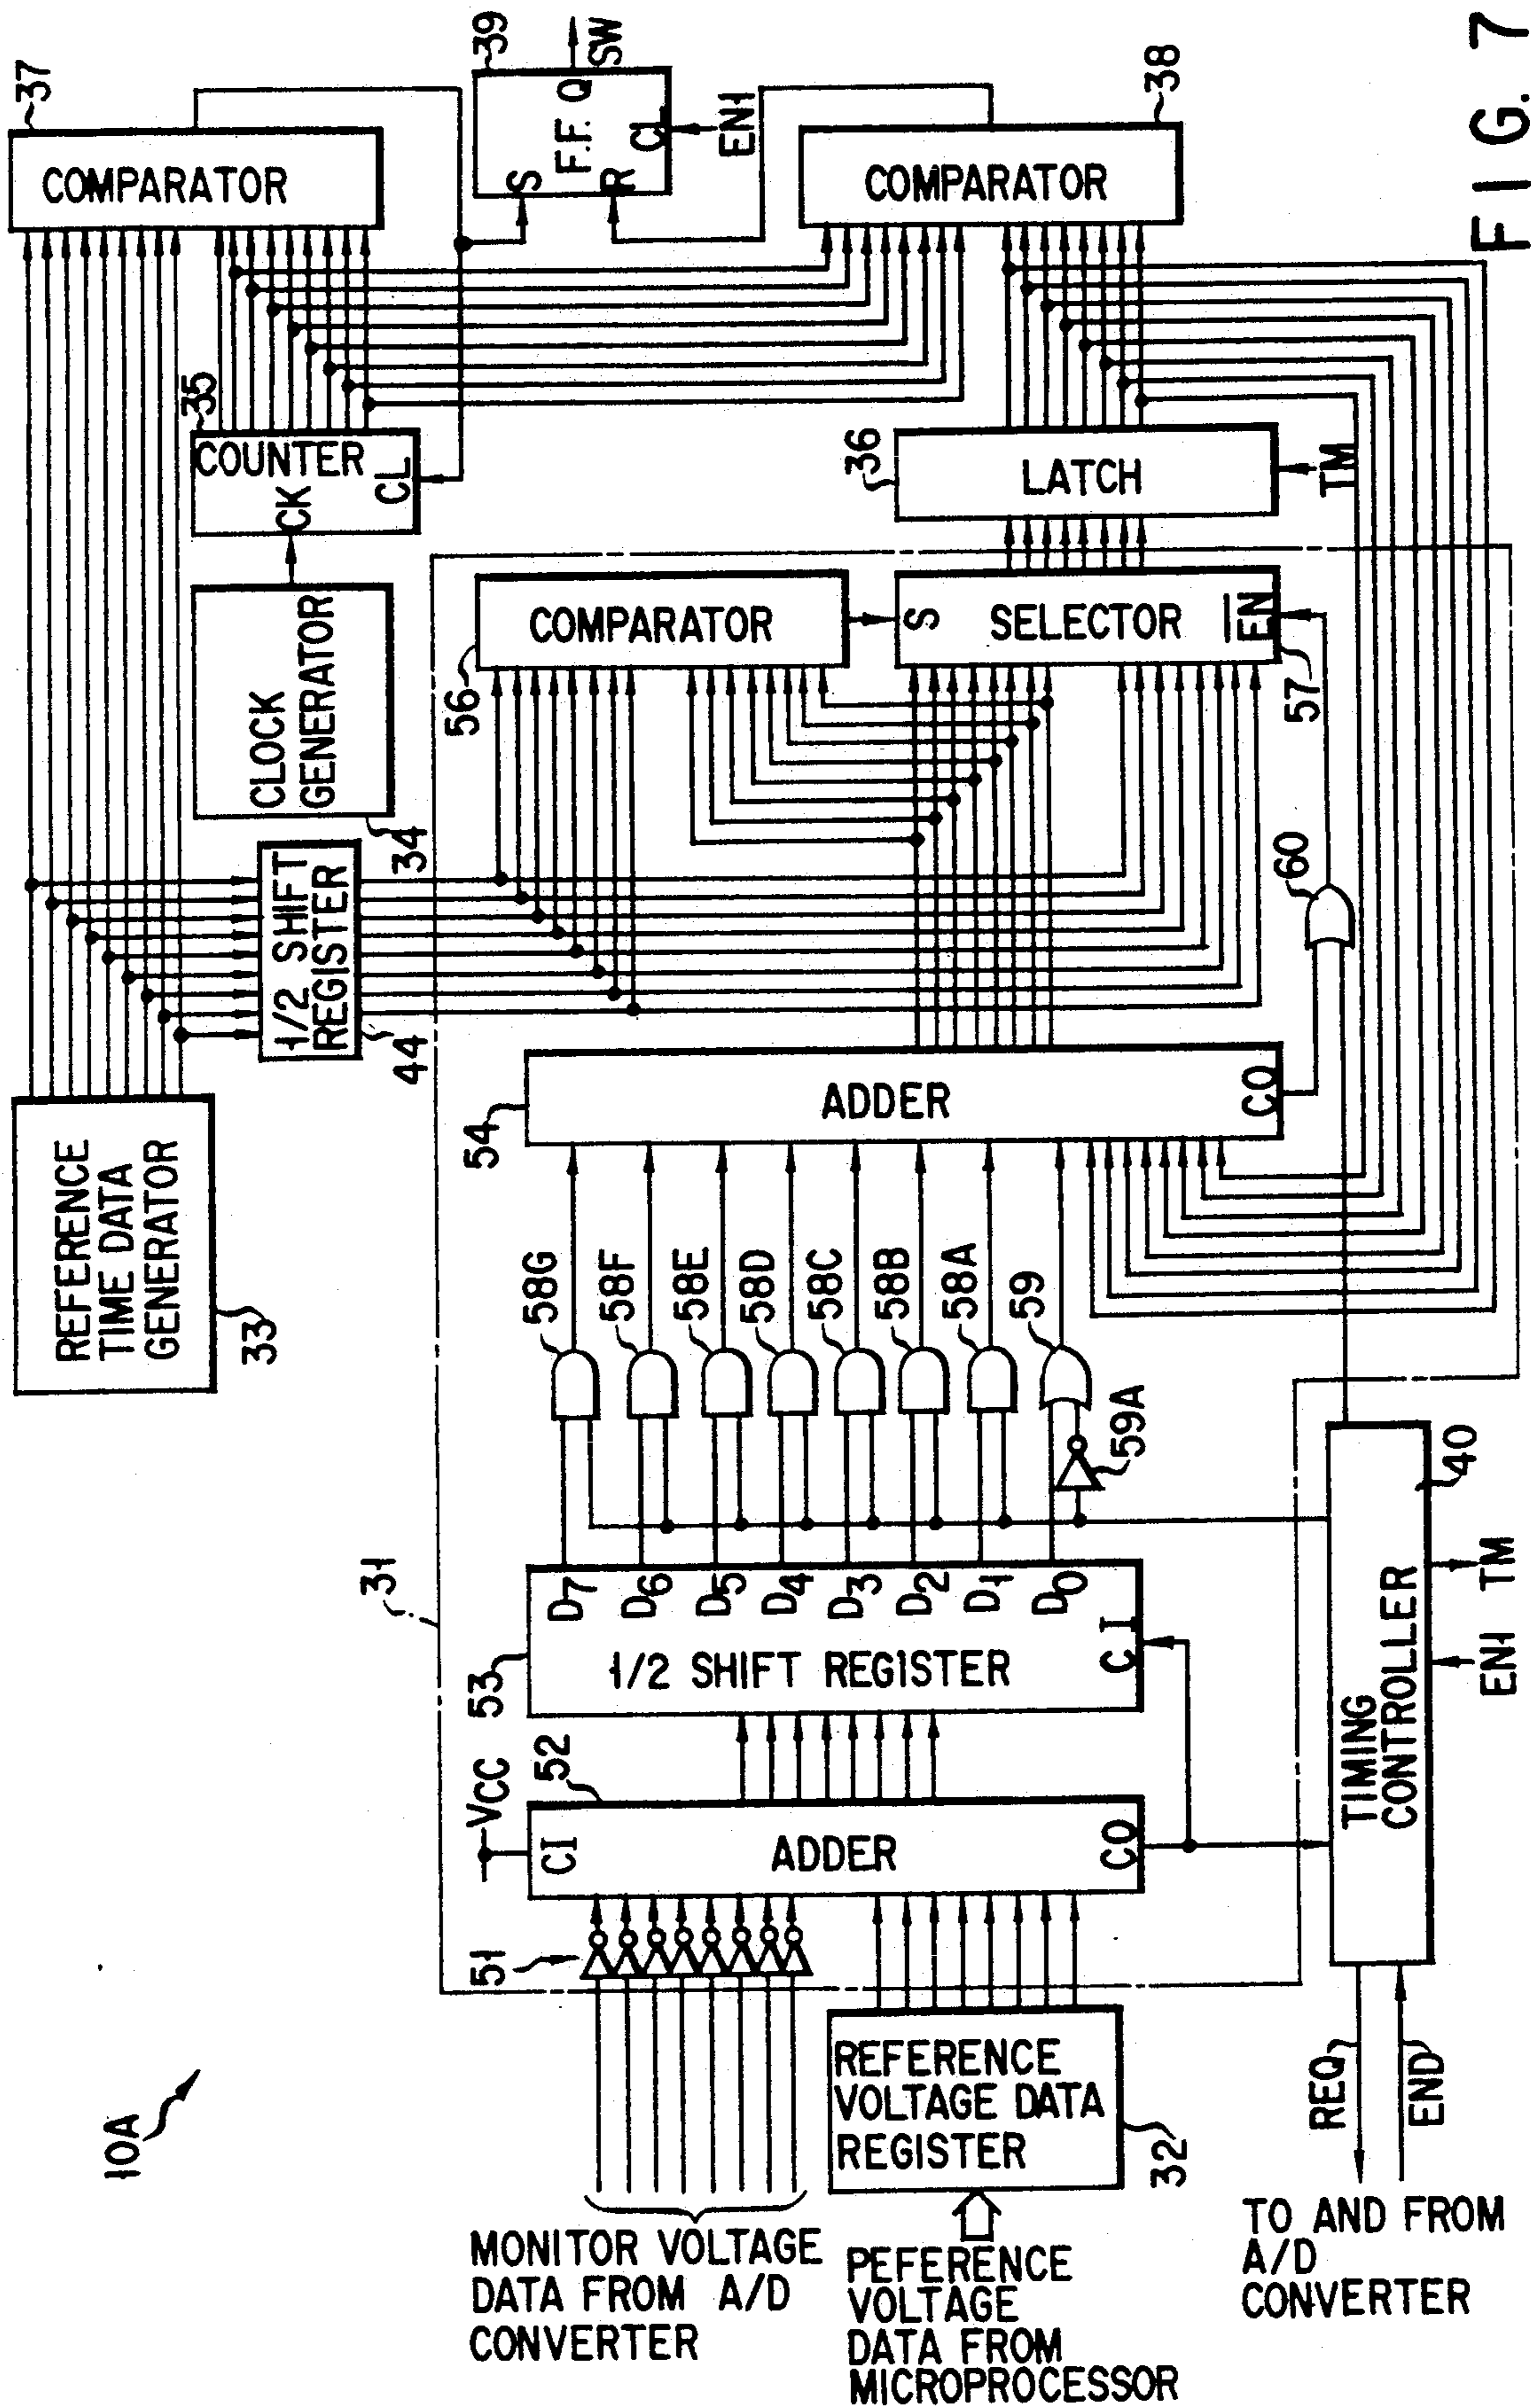 10A
REFERENCE
TIME DATA
GENERATOR
33
1/2 SHIFT
REGISTER
44
CLOCK
GENERATOR
34
COUNTER
CK
CL
35
COMPARATOR
37
S
F.F. Q
R
CL
39
SW
EN1
COMPARATOR
38
31
51
VCC
CI
ADDER
CO
52
53
1/2 SHIFT REGISTER
CI
D7
D6
D5
D4
D3
D2
D1
D0
58G
58F
58E
58D
58C
58B
58A
59
59A
54
ADDER
CO
56
COMPARATOR
S
SELECTOR
EN
57
60
36
LATCH
TM
MONITOR VOLTAGE
DATA FROM A/D
CONVERTER
REFERENCE
VOLTAGE DATA
REGISTER
32
PEFERENCE
VOLTAGE
DATA FROM
MICROPROCESSOR
TIMING
CONTROLLER
40
REQ
END
EN1
TM
TO AND FROM
A/D
CONVERTER
FIG. 7